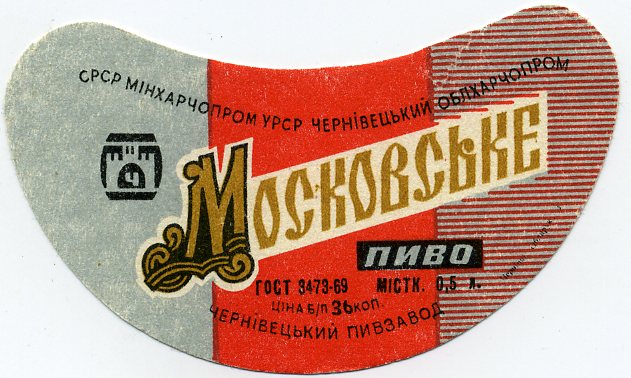 СРСР МІНХАРЧОПРОМ УРСР ЧЕРНІВЕЦЬКИЙ ОБЛХАРЧОПРОМ
МОСКОВСЬКЕ
ПИВО
ГОСТ 3473-69 МІСТК. 0,5 л.
ЦІНА Б/П 36 КОП.
ЧЕРНІВЕЦЬКИЙ ПИВЗАВОД